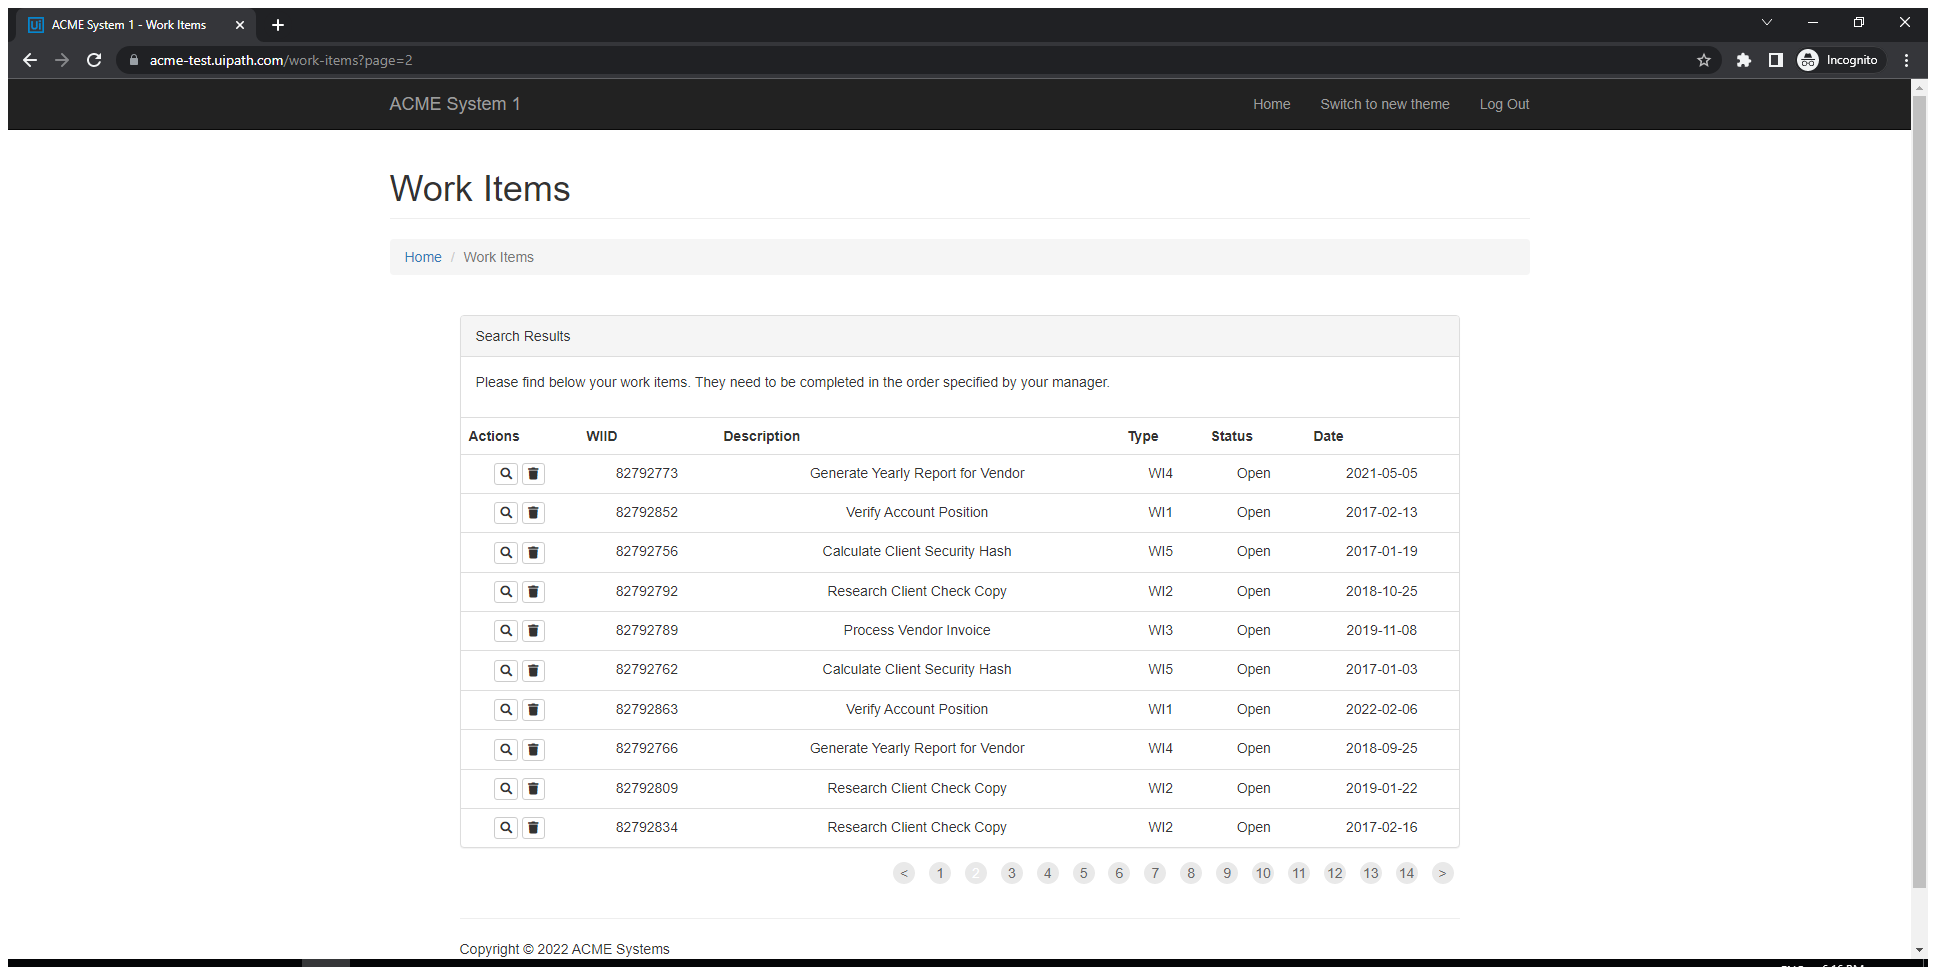 ACME System 1 - Work Items
acme-test.uipath.com/work-items?page=2
Incognito
ACME System 1 Home Switch to new theme Log Out
Work Items
Home / Work Items
Search Results
Please find below your work items. They need to be completed in the order specified by your manager.
Actions WIID Description Type Status Date
82792773 Generate Yearly Report for Vendor WI4 Open 2021-05-05
82792852 Verify Account Position WI1 Open 2017-02-13
82792756 Calculate Client Security Hash WI5 Open 2017-01-19
82792792 Research Client Check Copy WI2 Open 2018-10-25
82792789 Process Vendor Invoice WI3 Open 2019-11-08
82792762 Calculate Client Security Hash WI5 Open 2017-01-03
82792863 Verify Account Position WI1 Open 2022-02-06
82792766 Generate Yearly Report for Vendor WI4 Open 2018-09-25
82792809 Research Client Check Copy WI2 Open 2019-01-22
82792834 Research Client Check Copy WI2 Open 2017-02-16
< 1 2 3 4 5 6 7 8 9 10 11 12 13 14 >
Copyright © 2022 ACME Systems